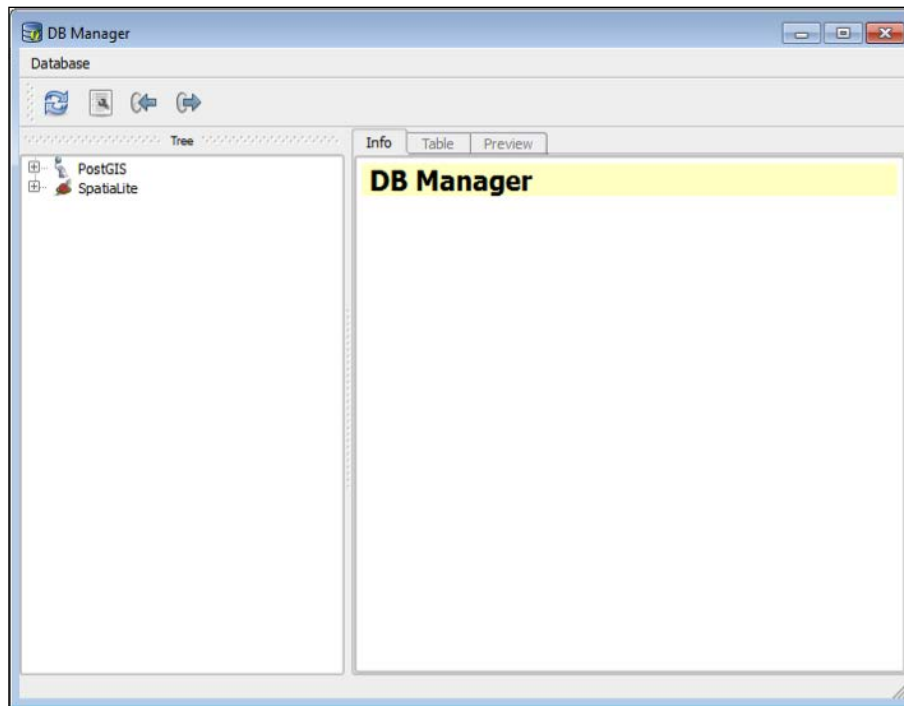 DB Manager
Database
Tree
PostGIS
SpatiaLite
Info Table Preview
DB Manager